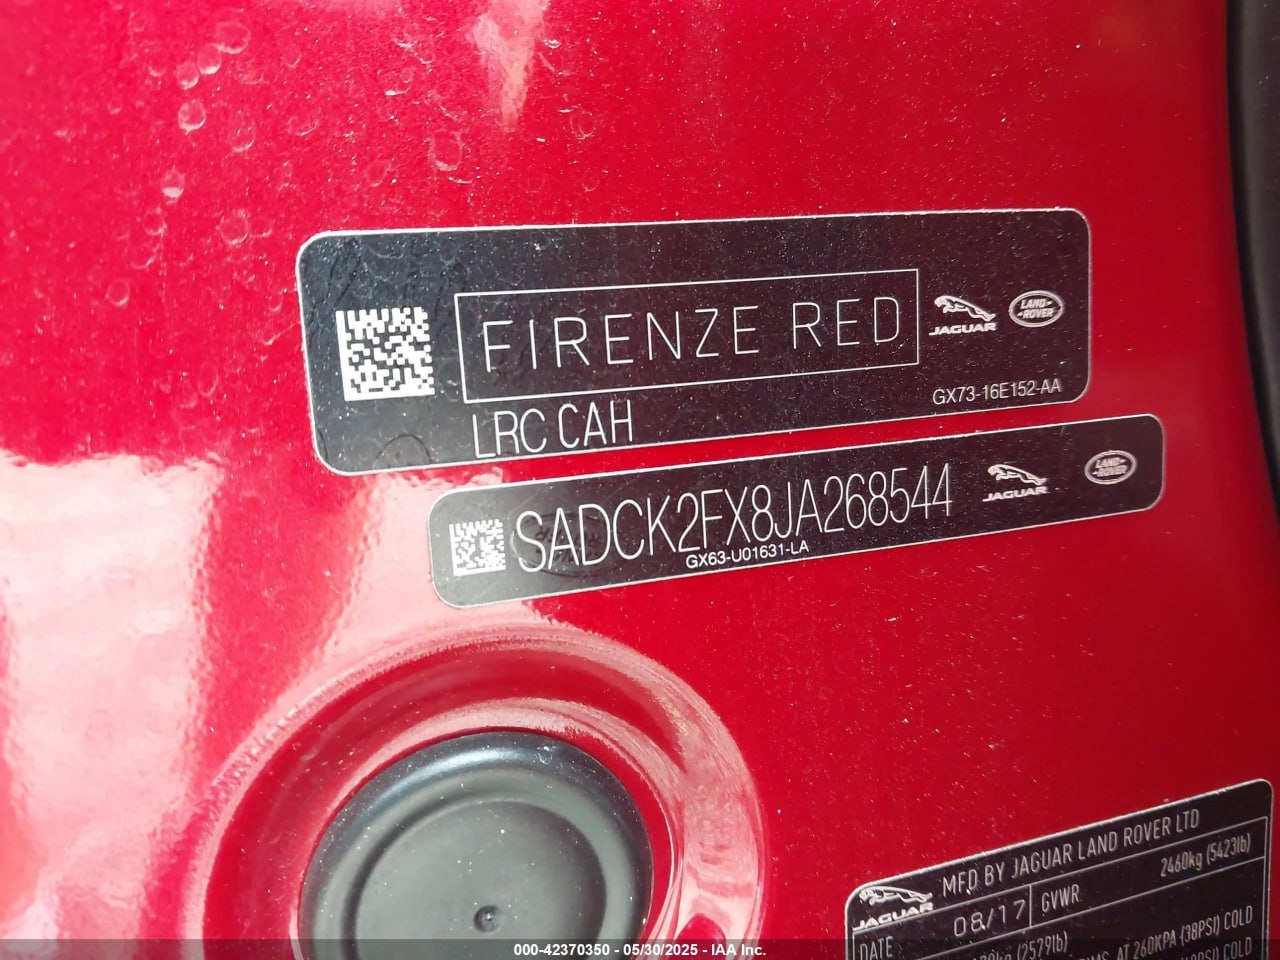 FIRENZE RED
JAGUAR
LAND-
-ROVER
GX73-16E152-AA
LRC CAH
SADCK2FX8JA268544
JAGUAR
LAND-
-ROVER
GX63-U01631-LA
MFD BY JAGUAR LAND ROVER LTD
JAGUAR
DATE 08/17 GVWR 2460kg (5423lb)
(2579lb) AT 260KPA (38PSI) COLD
COLD
000-42370350 - 05/30/2025 - IAA Inc.